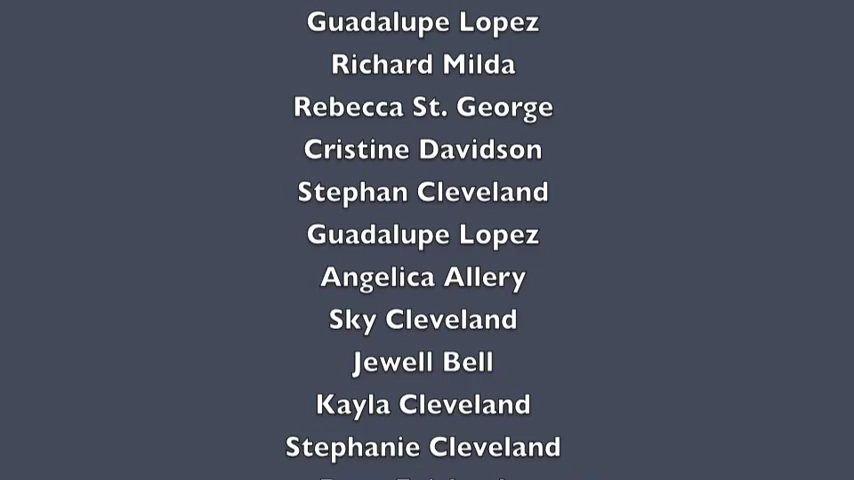 Guadalupe Lopez
Richard Milda
Rebecca St. George
Cristine Davidson
Stephan Cleveland
Guadalupe Lopez
Angelica Allery
Sky Cleveland
Jewell Bell
Kayla Cleveland
Stephanie Cleveland